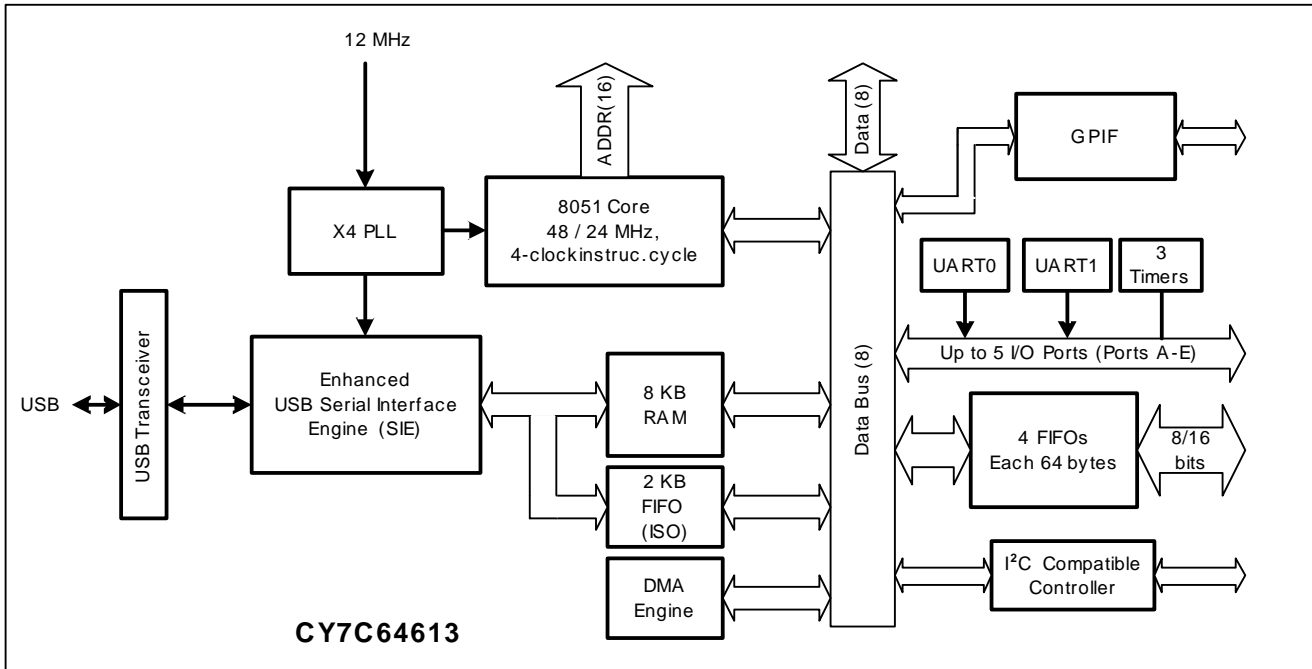 12 MHz
ADDR(16)
Data (8)
GPIF
X4 PLL
8051 Core
48 / 24 MHz,
4-clockinstruc.cycle
UART0
UART1
3
Timers
Up to 5 I/O Ports (Ports A-E)
USB
USB Transceiver
Enhanced
USB Serial Interface
Engine (SIE)
8 KB
RAM
Data Bus (8)
4 FIFOs
Each 64 bytes
8/16
bits
2 KB
FIFO
(ISO)
DMA
Engine
I²C Compatible
Controller
CY7C64613